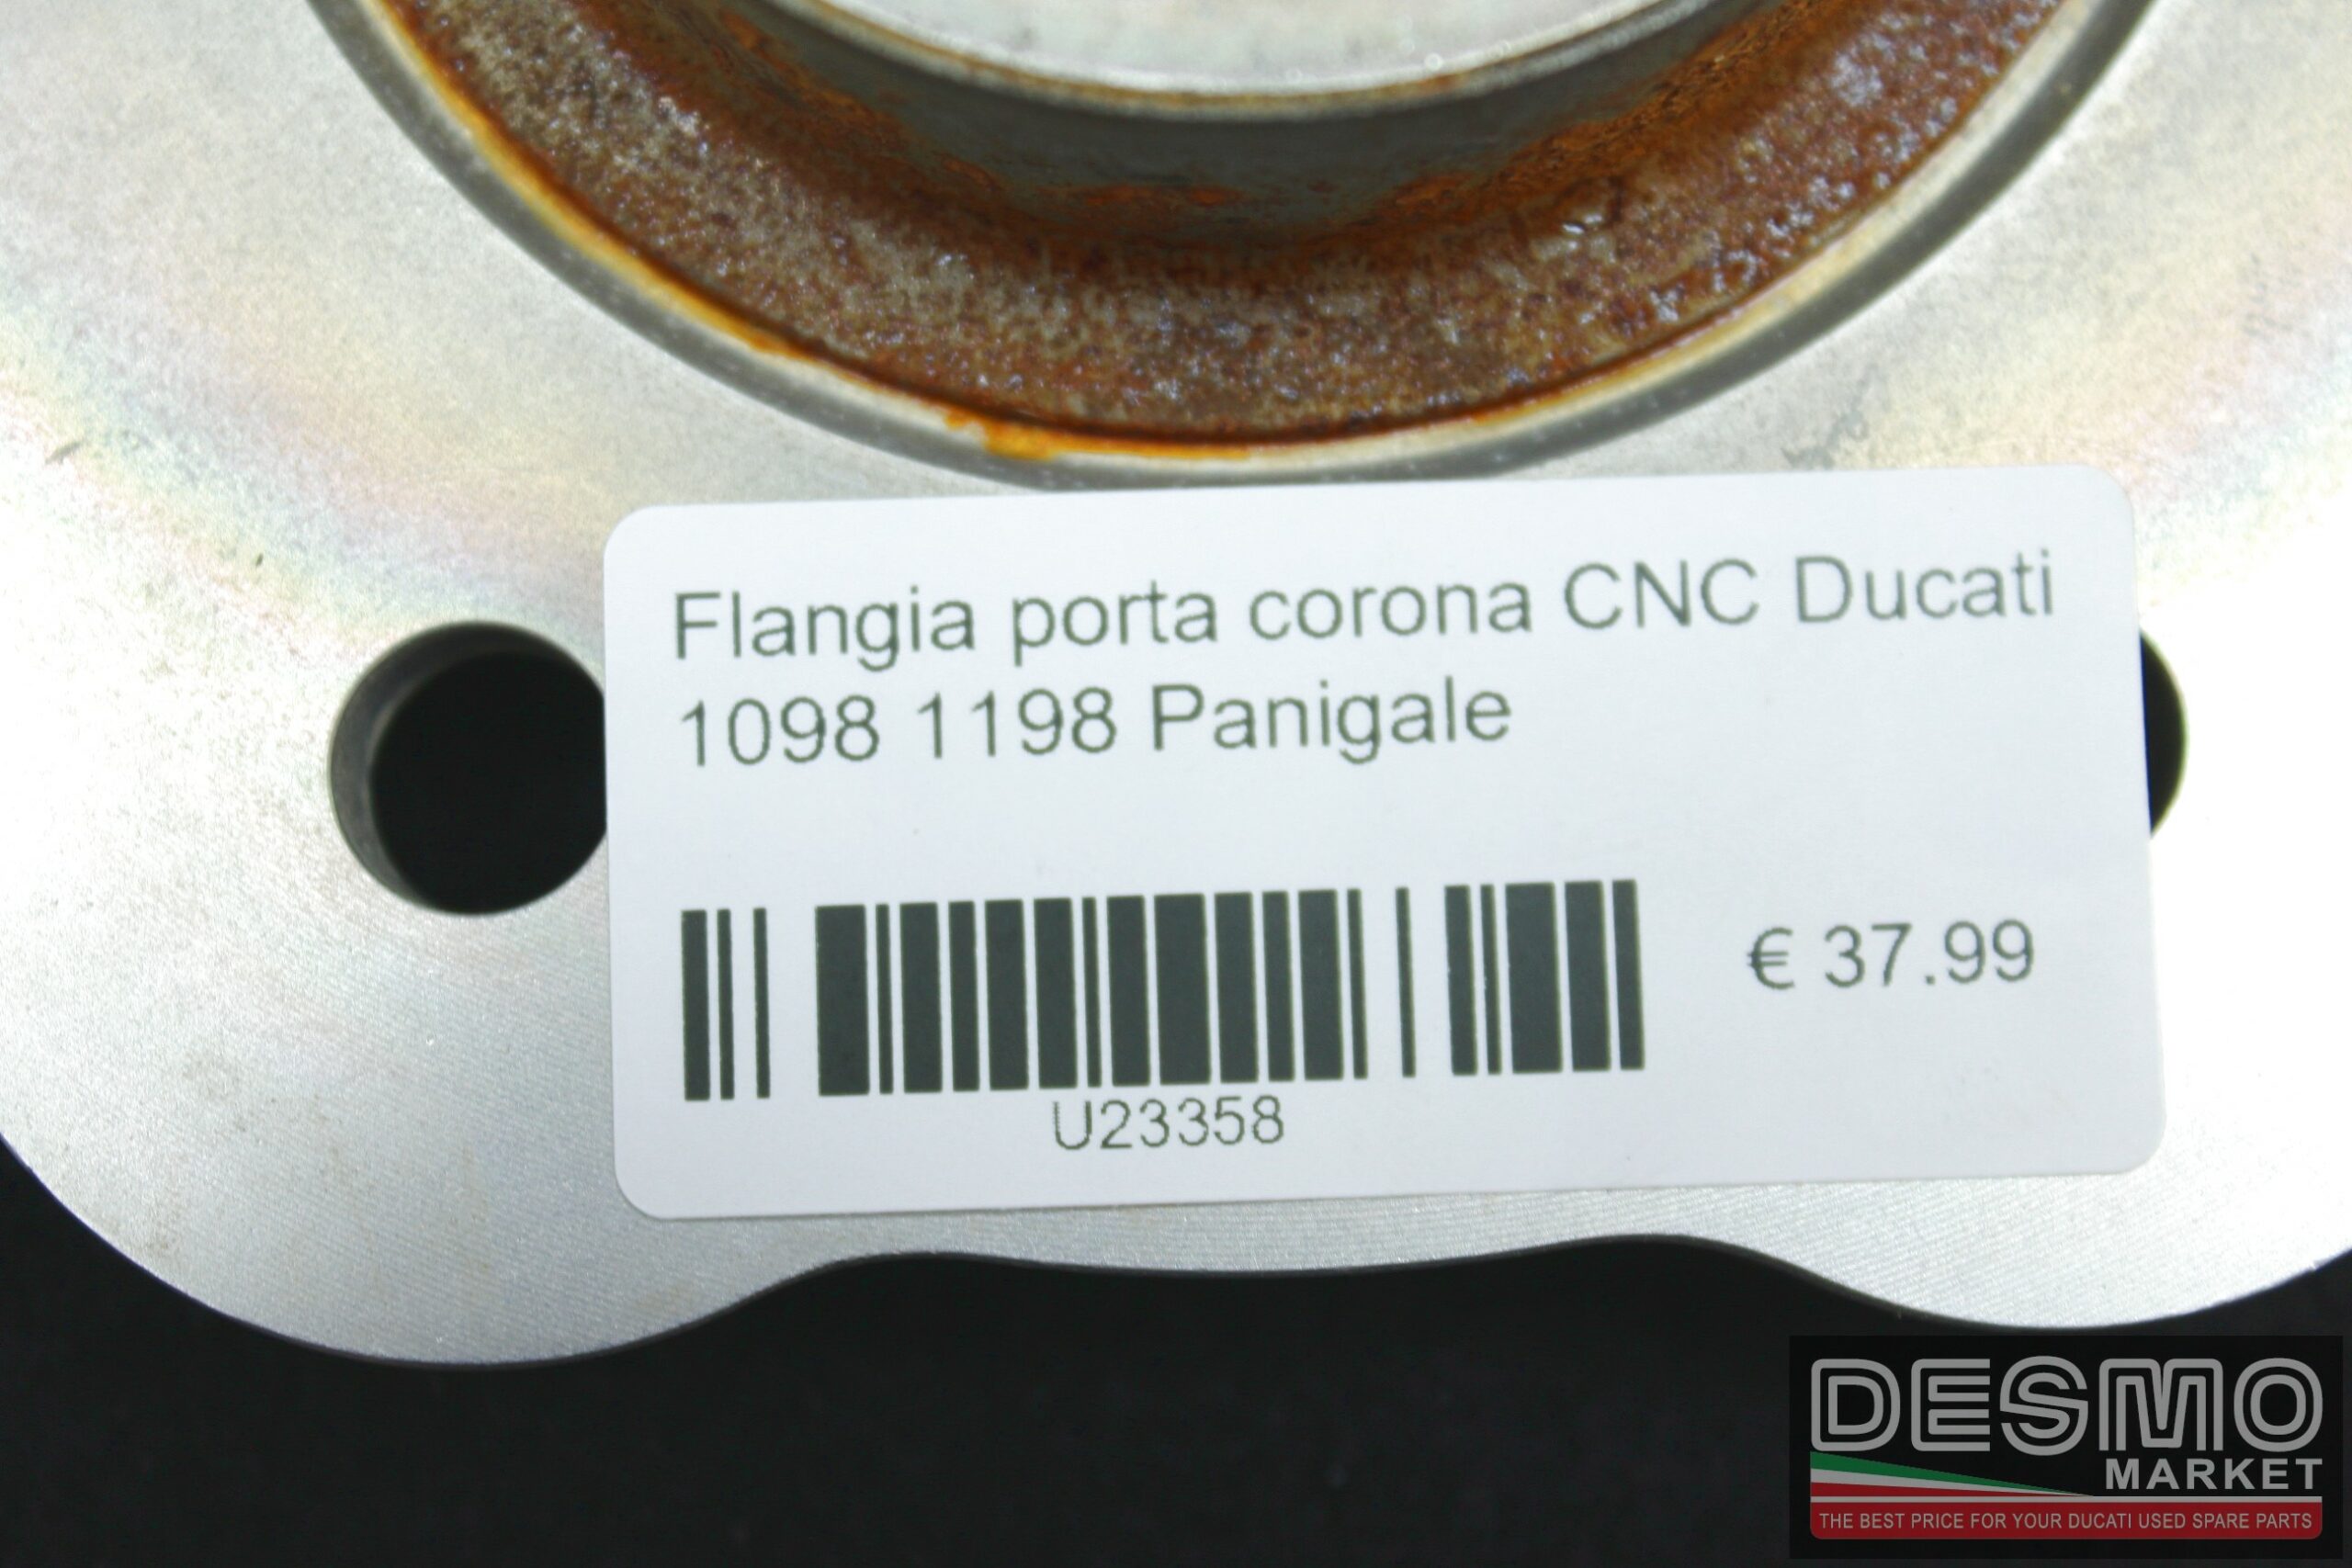 Flangia porta corona CNC Ducati
1098 1198 Panigale
€ 37.99
U23358
DESMO
MARKET
THE BEST PRICE FOR YOUR DUCATI USED SPARE PARTS